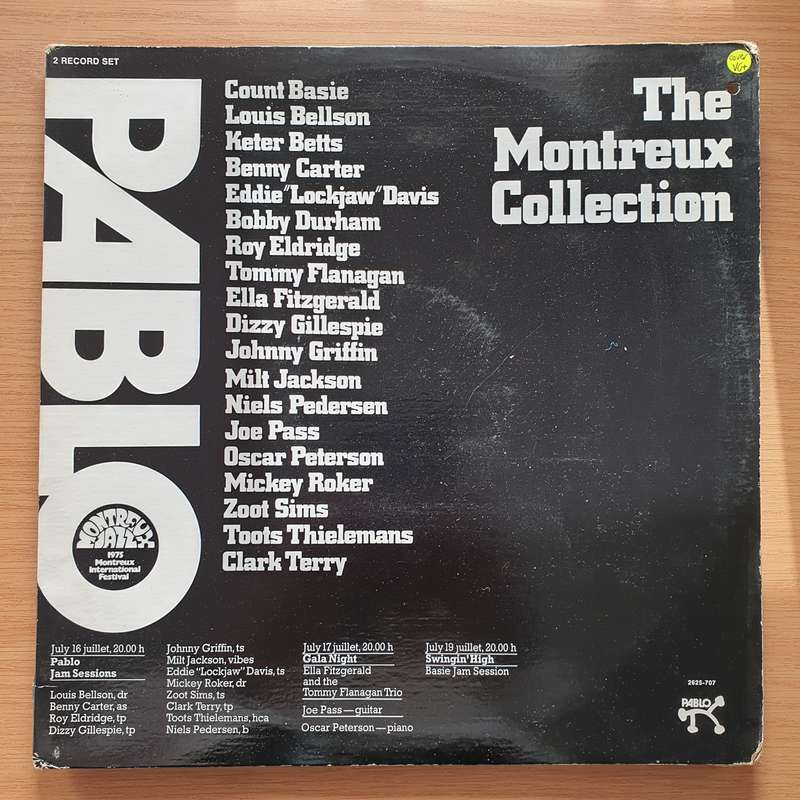 2 RECORD SET
cover
VG+
PABLO
The
Montreux
Collection
Count Basie
Louis Bellson
Keter Betts
Benny Carter
Eddie "Lockjaw" Davis
Bobby Durham
Roy Eldridge
Tommy Flanagan
Ella Fitzgerald
Dizzy Gillespie
Johnny Griffin
Milt Jackson
Niels Pedersen
Joe Pass
Oscar Peterson
Mickey Roker
Zoot Sims
Toots Thielemans
Clark Terry
MONTREUX
JAZZ
1975
Montreux
International
Festival
July 16 juillet, 20.00 h
Pablo
Jam Sessions
Louis Bellson, dr
Benny Carter, as
Roy Eldridge, tp
Dizzy Gillespie, tp
Johnny Griffin, ts
Milt Jackson, vibes
Eddie "Lockjaw" Davis, ts
Mickey Roker, dr
Zoot Sims, ts
Clark Terry, tp
Toots Thielemans, hca
Niels Pedersen, b
July 17 juillet, 20.00 h
Gala Night
Ella Fitzgerald
and the
Tommy Flanagan Trio
Joe Pass—guitar
Oscar Peterson—piano
July 19 juillet, 20.00 h
Swingin' High
Basie Jam Session
2625-707
PABLO